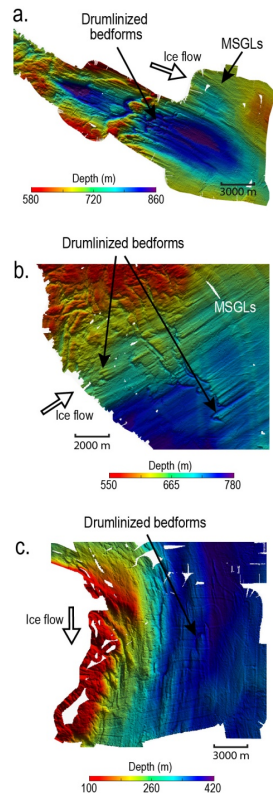 a.
Drumlinized
bedforms
Ice flow
MSGLs
Depth (m)
580 720 860
3000 m
Drumlinized bedforms
b.
MSGLs
Ice flow
2000 m
Depth (m)
550 665 780
Drumlinized bedforms
c.
Ice flow
3000 m
Depth (m)
100 260 420